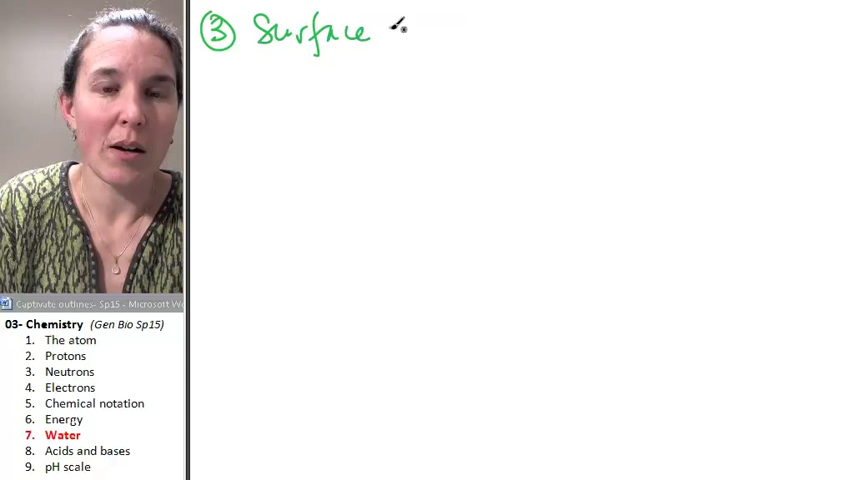 ③ Surface
Captivate outlines- Sp15 - Microsoft W
03- Chemistry (Gen Bio Sp15)
1. The atom
2. Protons
3. Neutrons
4. Electrons
5. Chemical notation
6. Energy
7. Water
8. Acids and bases
9. pH scale